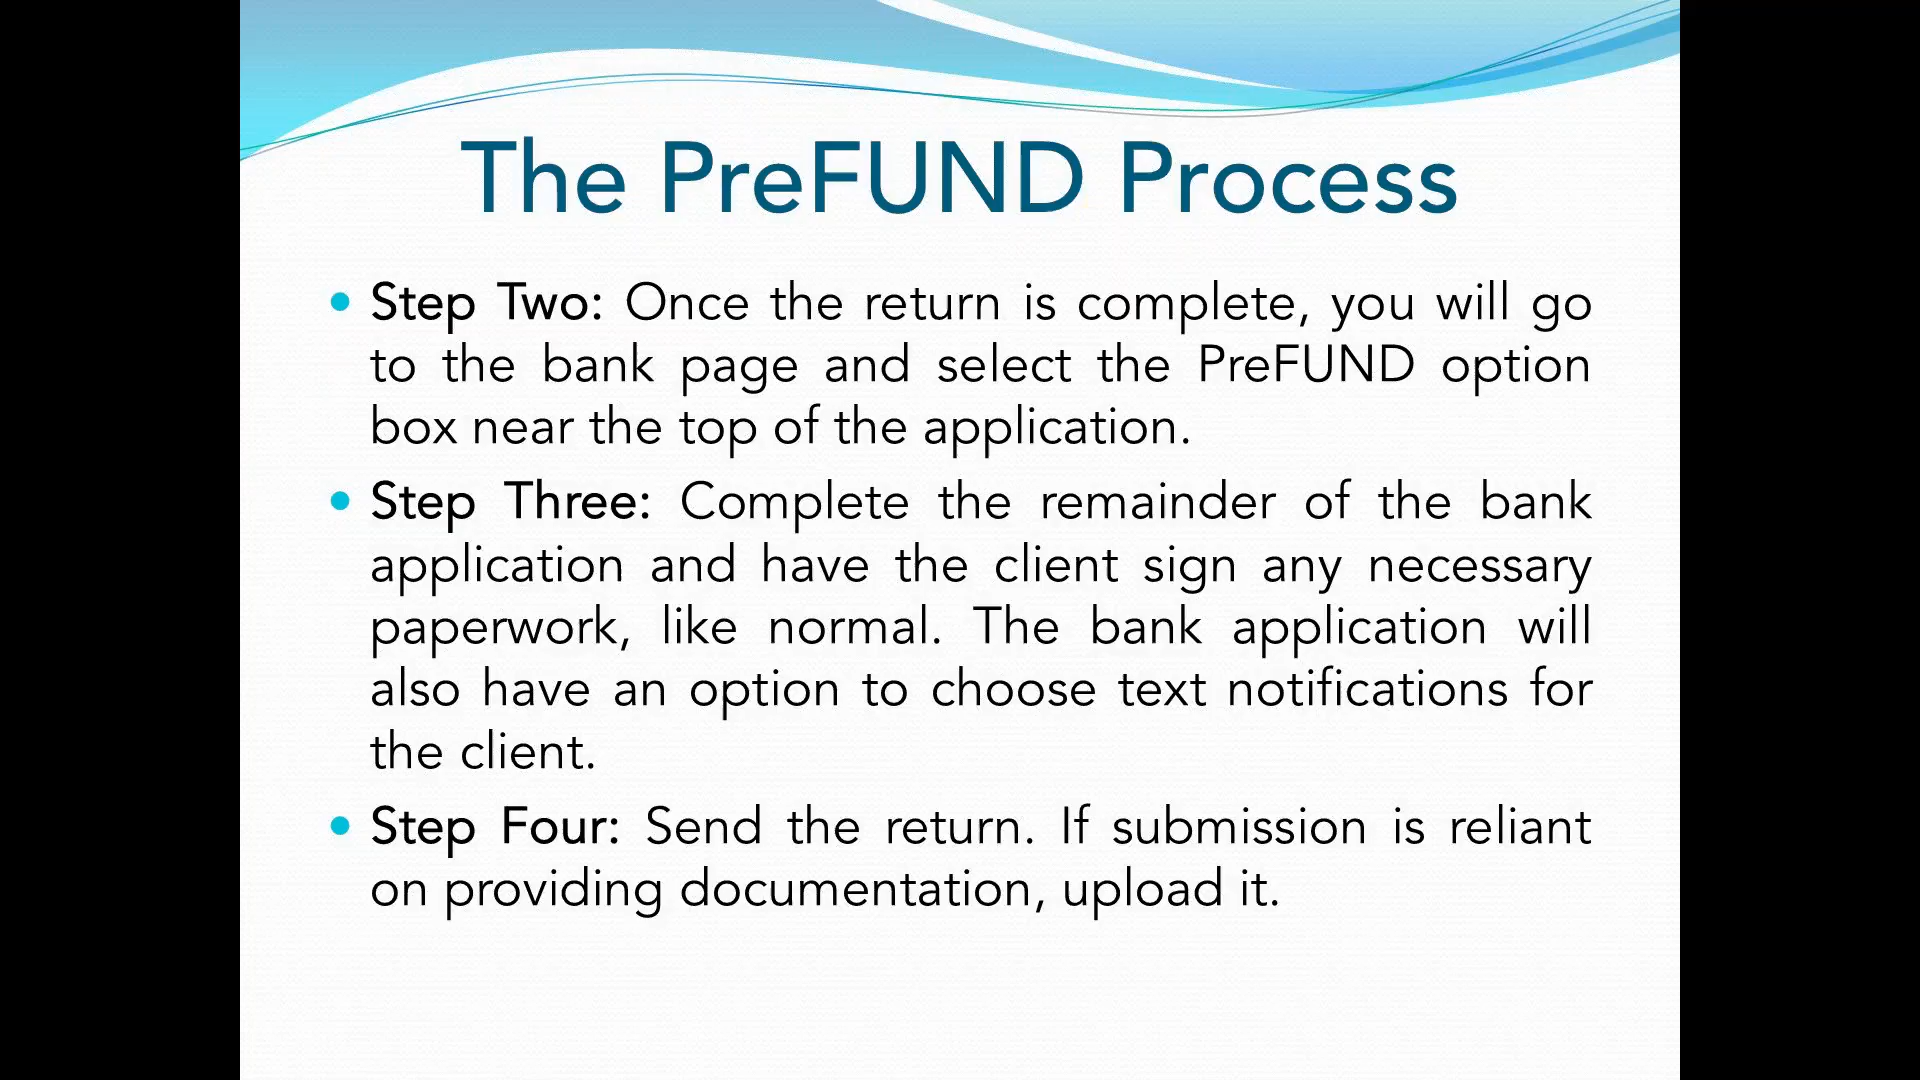 The PreFUND Process
• Step Two: Once the return is complete, you will go
to the bank page and select the PreFUND option
box near the top of the application.
• Step Three: Complete the remainder of the bank
application and have the client sign any necessary
paperwork, like normal. The bank application will
also have an option to choose text notifications for
the client.
• Step Four: Send the return. If submission is reliant
on providing documentation, upload it.